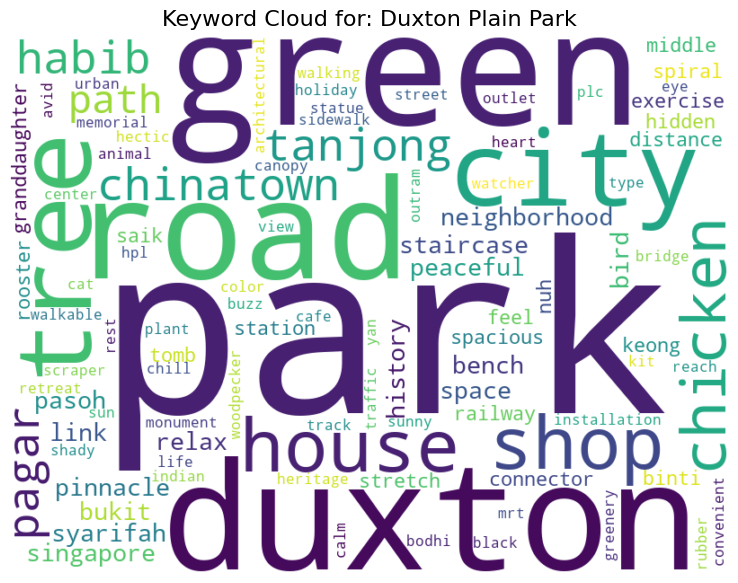 Keyword Cloud for: Duxton Plain Park
habib
green
middle
urban
avid
path
architectural
walking
holiday
statue
sidewalk
street
outlet
plc
spiral
eye
exercise
granddaughter
memorial
hectic
animal
tree
center
tanjong
heart
city
hidden
distance
chinatown
canopy
watcher
type
road
outram
neighborhood
saik
hpl
view
staircase
peaceful
bird
bridge
rooster
cat
walkable
park
color
buzz
station
cafe
rest
plant
tomb
chill
scraper
retreat
nuh
feel
spacious
yan
traffic
history
bench
space
keong
kit
reach
chicken
pagar
pasoh
sun
link
shady
monument
relax
life
woodpecker
house
track
sunny
railway
shop
installation
pinnacle
indian
heritage
stretch
connector
binti
bukit
syarifah
singapore
duxton
calm
bodhi
black
mrt
greenery
rubber
convenient